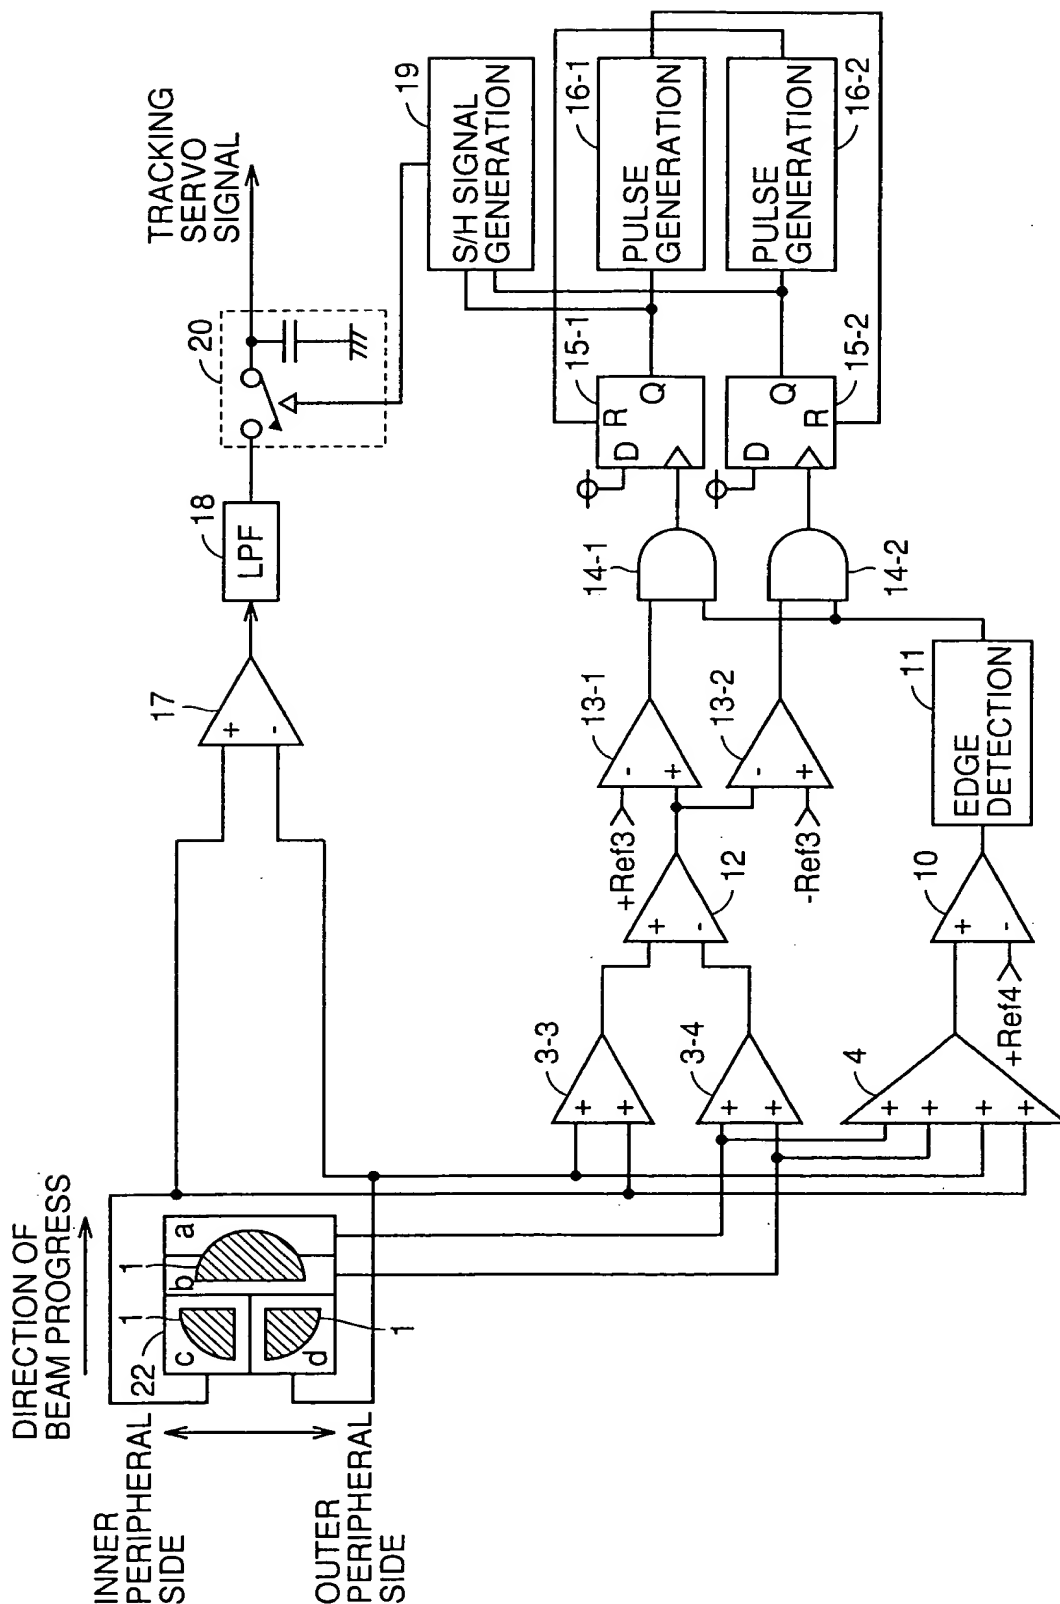 DIRECTION OF
BEAM PROGRESS
INNER
PERIPHERAL
SIDE
OUTER
PERIPHERAL
SIDE
22
1
1
1
a
b
c
d
17
+
-
18
LPF
20
TRACKING
SERVO
SIGNAL
19
S/H SIGNAL
GENERATION
3-3
+
+
3-4
+
+
4
+
+
+
+
12
+
-
+Ref3
-Ref3
13-1
-
+
13-2
-
+
10
+
-
+Ref4
11
EDGE
DETECTION
14-1
14-2
15-1
D
R
Q
15-2
D
R
Q
16-1
PULSE
GENERATION
16-2
PULSE
GENERATION